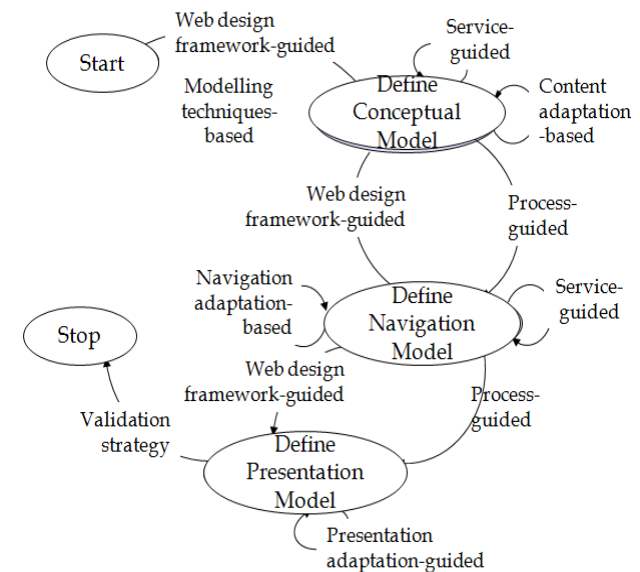 Web design
framework-guided
Service-
guided
Start
Modelling
techniques-
based
Define
Conceptual
Model
Content
adaptation
-based
Web design
framework-guided
Process-
guided
Navigation
adaptation-
based
Define
Navigation
Model
Service-
guided
Stop
Web design
framework-guided
Process-
guided
Validation
strategy
Define
Presentation
Model
Presentation
adaptation-guided